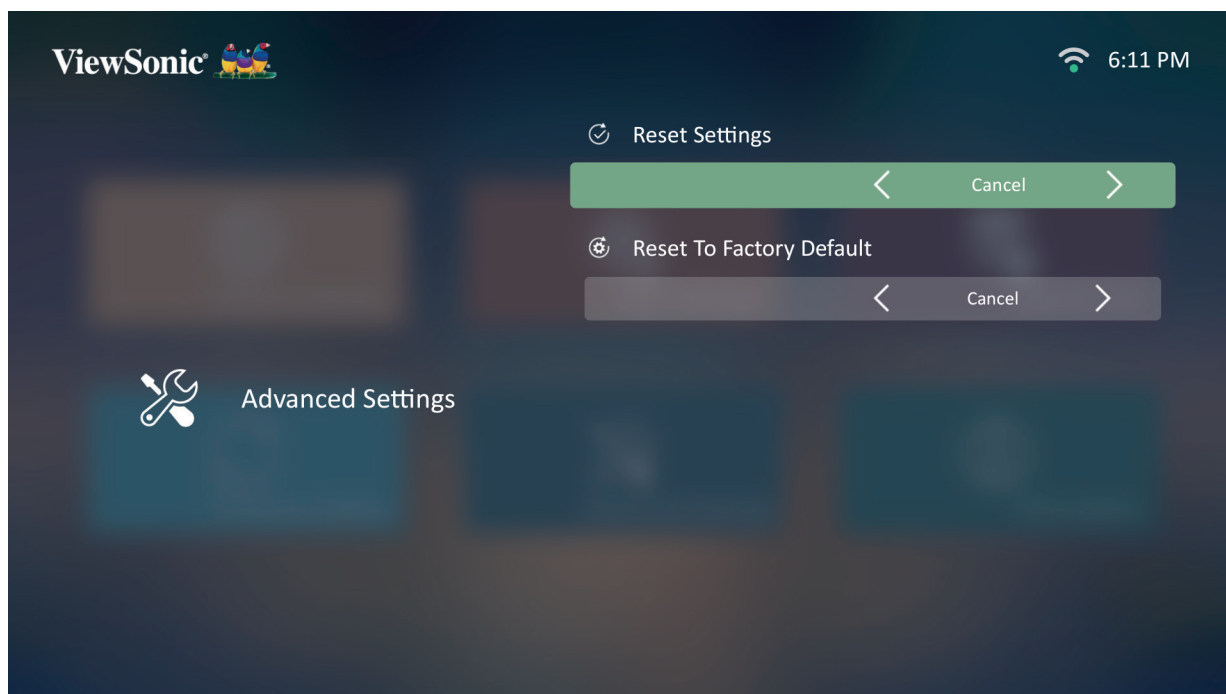 ViewSonic®
6:11 PM
Reset Settings
Cancel
Reset To Factory Default
Cancel
Advanced Settings